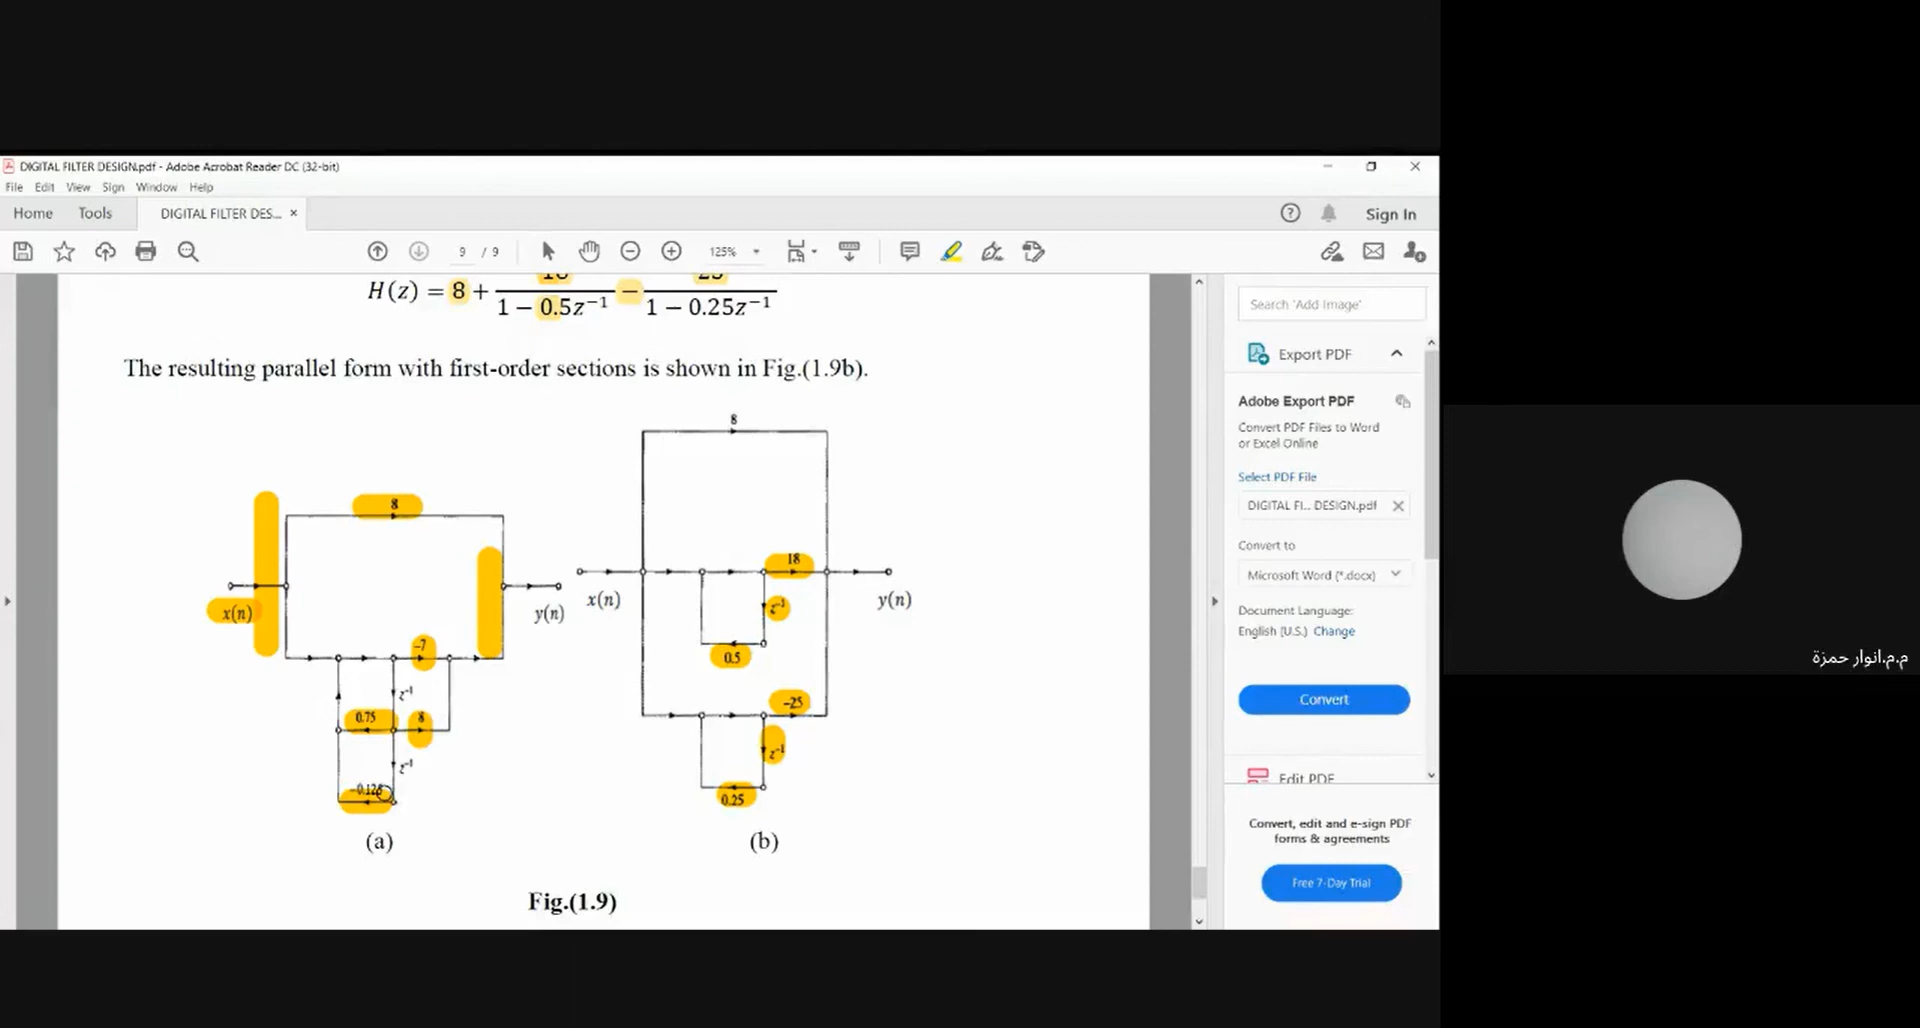 DIGITAL FILTER DESIGN.pdf - Adobe Acrobat Reader DC (32-bit)
File Edit View Sign Window Help
Home Tools DIGITAL FILTER DES... × Sign In
9 / 9 125%
H(z) = 8 + 18/(1 − 0.5z⁻¹) − 25/(1 − 0.25z⁻¹)
The resulting parallel form with first-order sections is shown in Fig.(1.9b).
8
x(n)
y(n)
-7
z⁻¹
0.75
8
z⁻¹
(a)
8
18
x(n)
z⁻¹
y(n)
0.5
-25
z⁻¹
0.25
(b)
Fig.(1.9)
Search 'Add Image'
Export PDF
Adobe Export PDF
Convert PDF Files to Word
or Excel Online
Select PDF File
DIGITAL FI... DESIGN.pdf
Convert to
Microsoft Word (*.docx)
Document Language:
English (U.S.) Change
Convert
Edit PDF
Convert, edit and e-sign PDF
forms & agreements
Free 7-Day Trial
م.م.انوار حمزة